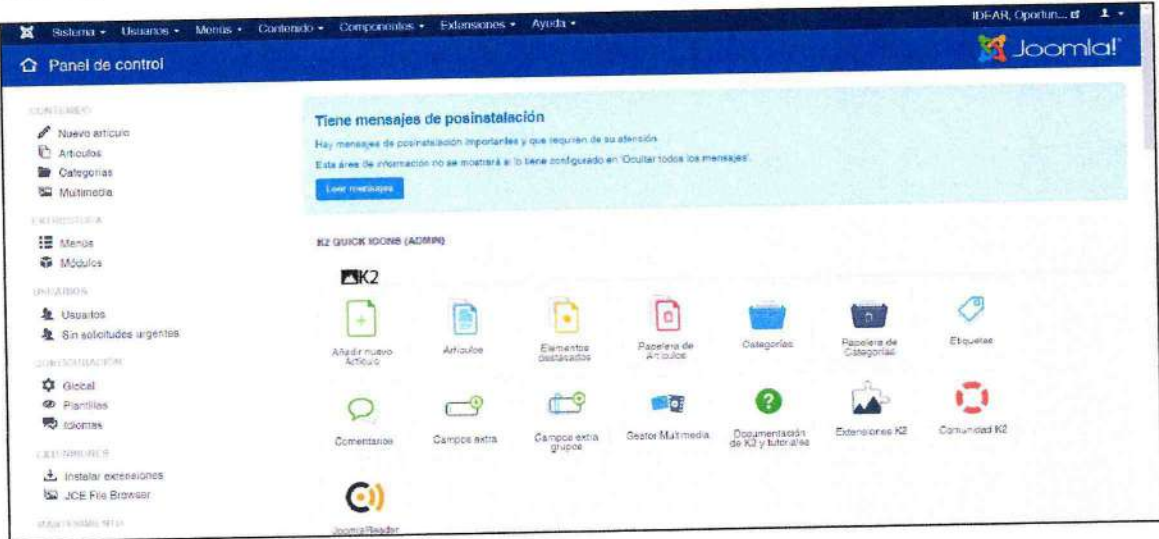 Sistema Usuarios Menús Contenido Componentes Extensiones Ayuda
IDEAR, Oportun...
Panel de control
Joomla!
CONTENIDO
Nuevo artículo
Artículos
Categorías
Multimedia
ESTRUCTURA
Menús
Módulos
USUARIOS
Usuarios
Sin solicitudes urgentes
CONFIGURACIÓN
Global
Plantillas
Idiomas
EXTENSIONES
Instalar extensiones
JCE File Browser
MANTENIMIENTO
Tiene mensajes de posinstalación
Hay mensajes de posinstalación importantes y que requiren de su atención.
Esta área de información no se mostrará si lo tiene configurado en 'Ocultar todos los mensajes'.
Leer mensajes
K2 QUICK ICONS (ADMIN)
K2
Añadir nuevo
Artículo
Artículos
Elementos
destacados
Papelera de
Artículos
Categorías
Papelera de
Categorías
Etiquetas
Comentarios
Campos extra
Campos extra
grupos
Gestor Multimedia
Documentación
de K2 y tutoriales
Extensiones K2
Comunidad K2
JoomlaReader